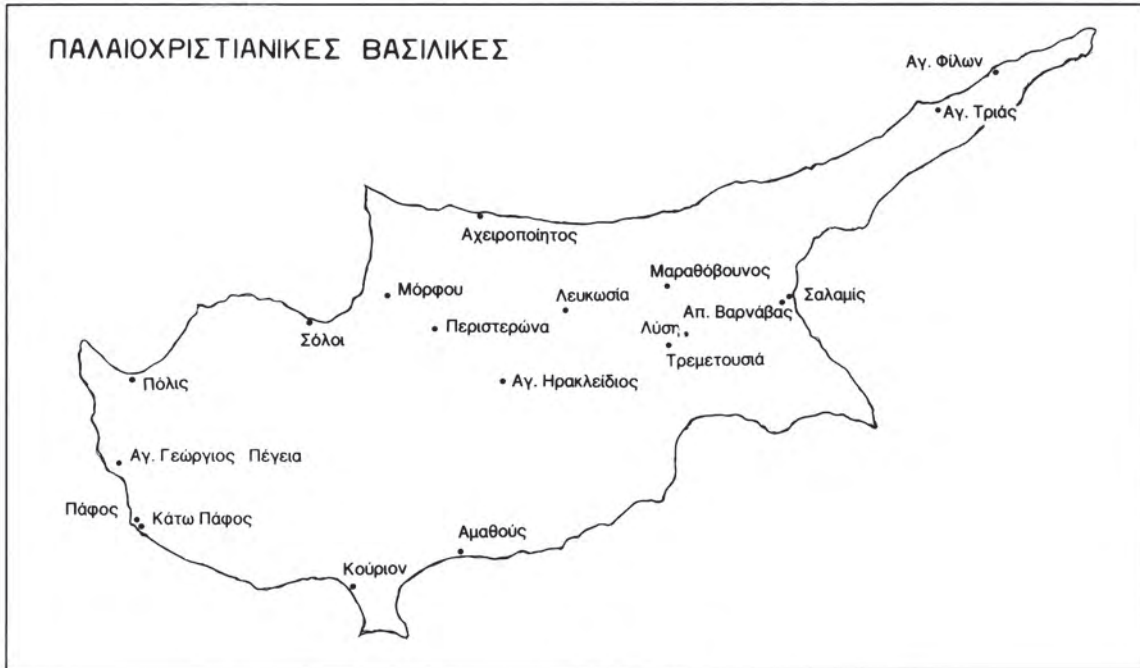 ΠΑΛΑΙΟΧΡΙΣΤΙΑΝΙΚΕΣ ΒΑΣΙΛΙΚΕΣ
Αγ. Φίλων
Αγ. Τριάς
Αχειροποίητος
Μαραθόβουνος
Μόρφου
Λευκωσία
Σαλαμίς
Απ. Βαρνάβας
Σόλοι
Περιστερώνα
Λύση
Τρεμετουσιά
Πόλις
Αγ. Ηρακλείδιος
Αγ. Γεώργιος Πέγεια
Πάφος
Κάτω Πάφος
Αμαθούς
Κούριον